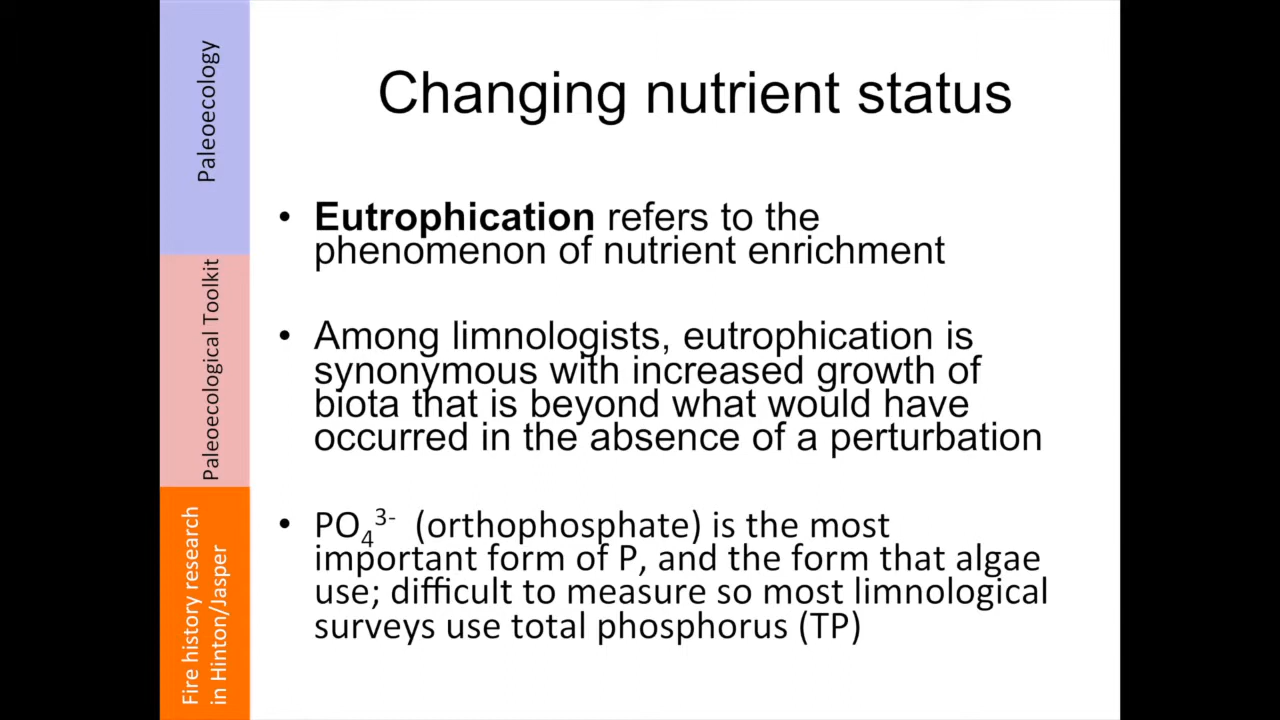 Paleoecology
Paleoecological Toolkit
Fire history research
in Hinton/Jasper
Changing nutrient status
• Eutrophication refers to the
phenomenon of nutrient enrichment
• Among limnologists, eutrophication is
synonymous with increased growth of
biota that is beyond what would have
occurred in the absence of a perturbation
• PO₄³⁻ (orthophosphate) is the most
important form of P, and the form that algae
use; difficult to measure so most limnological
surveys use total phosphorus (TP)